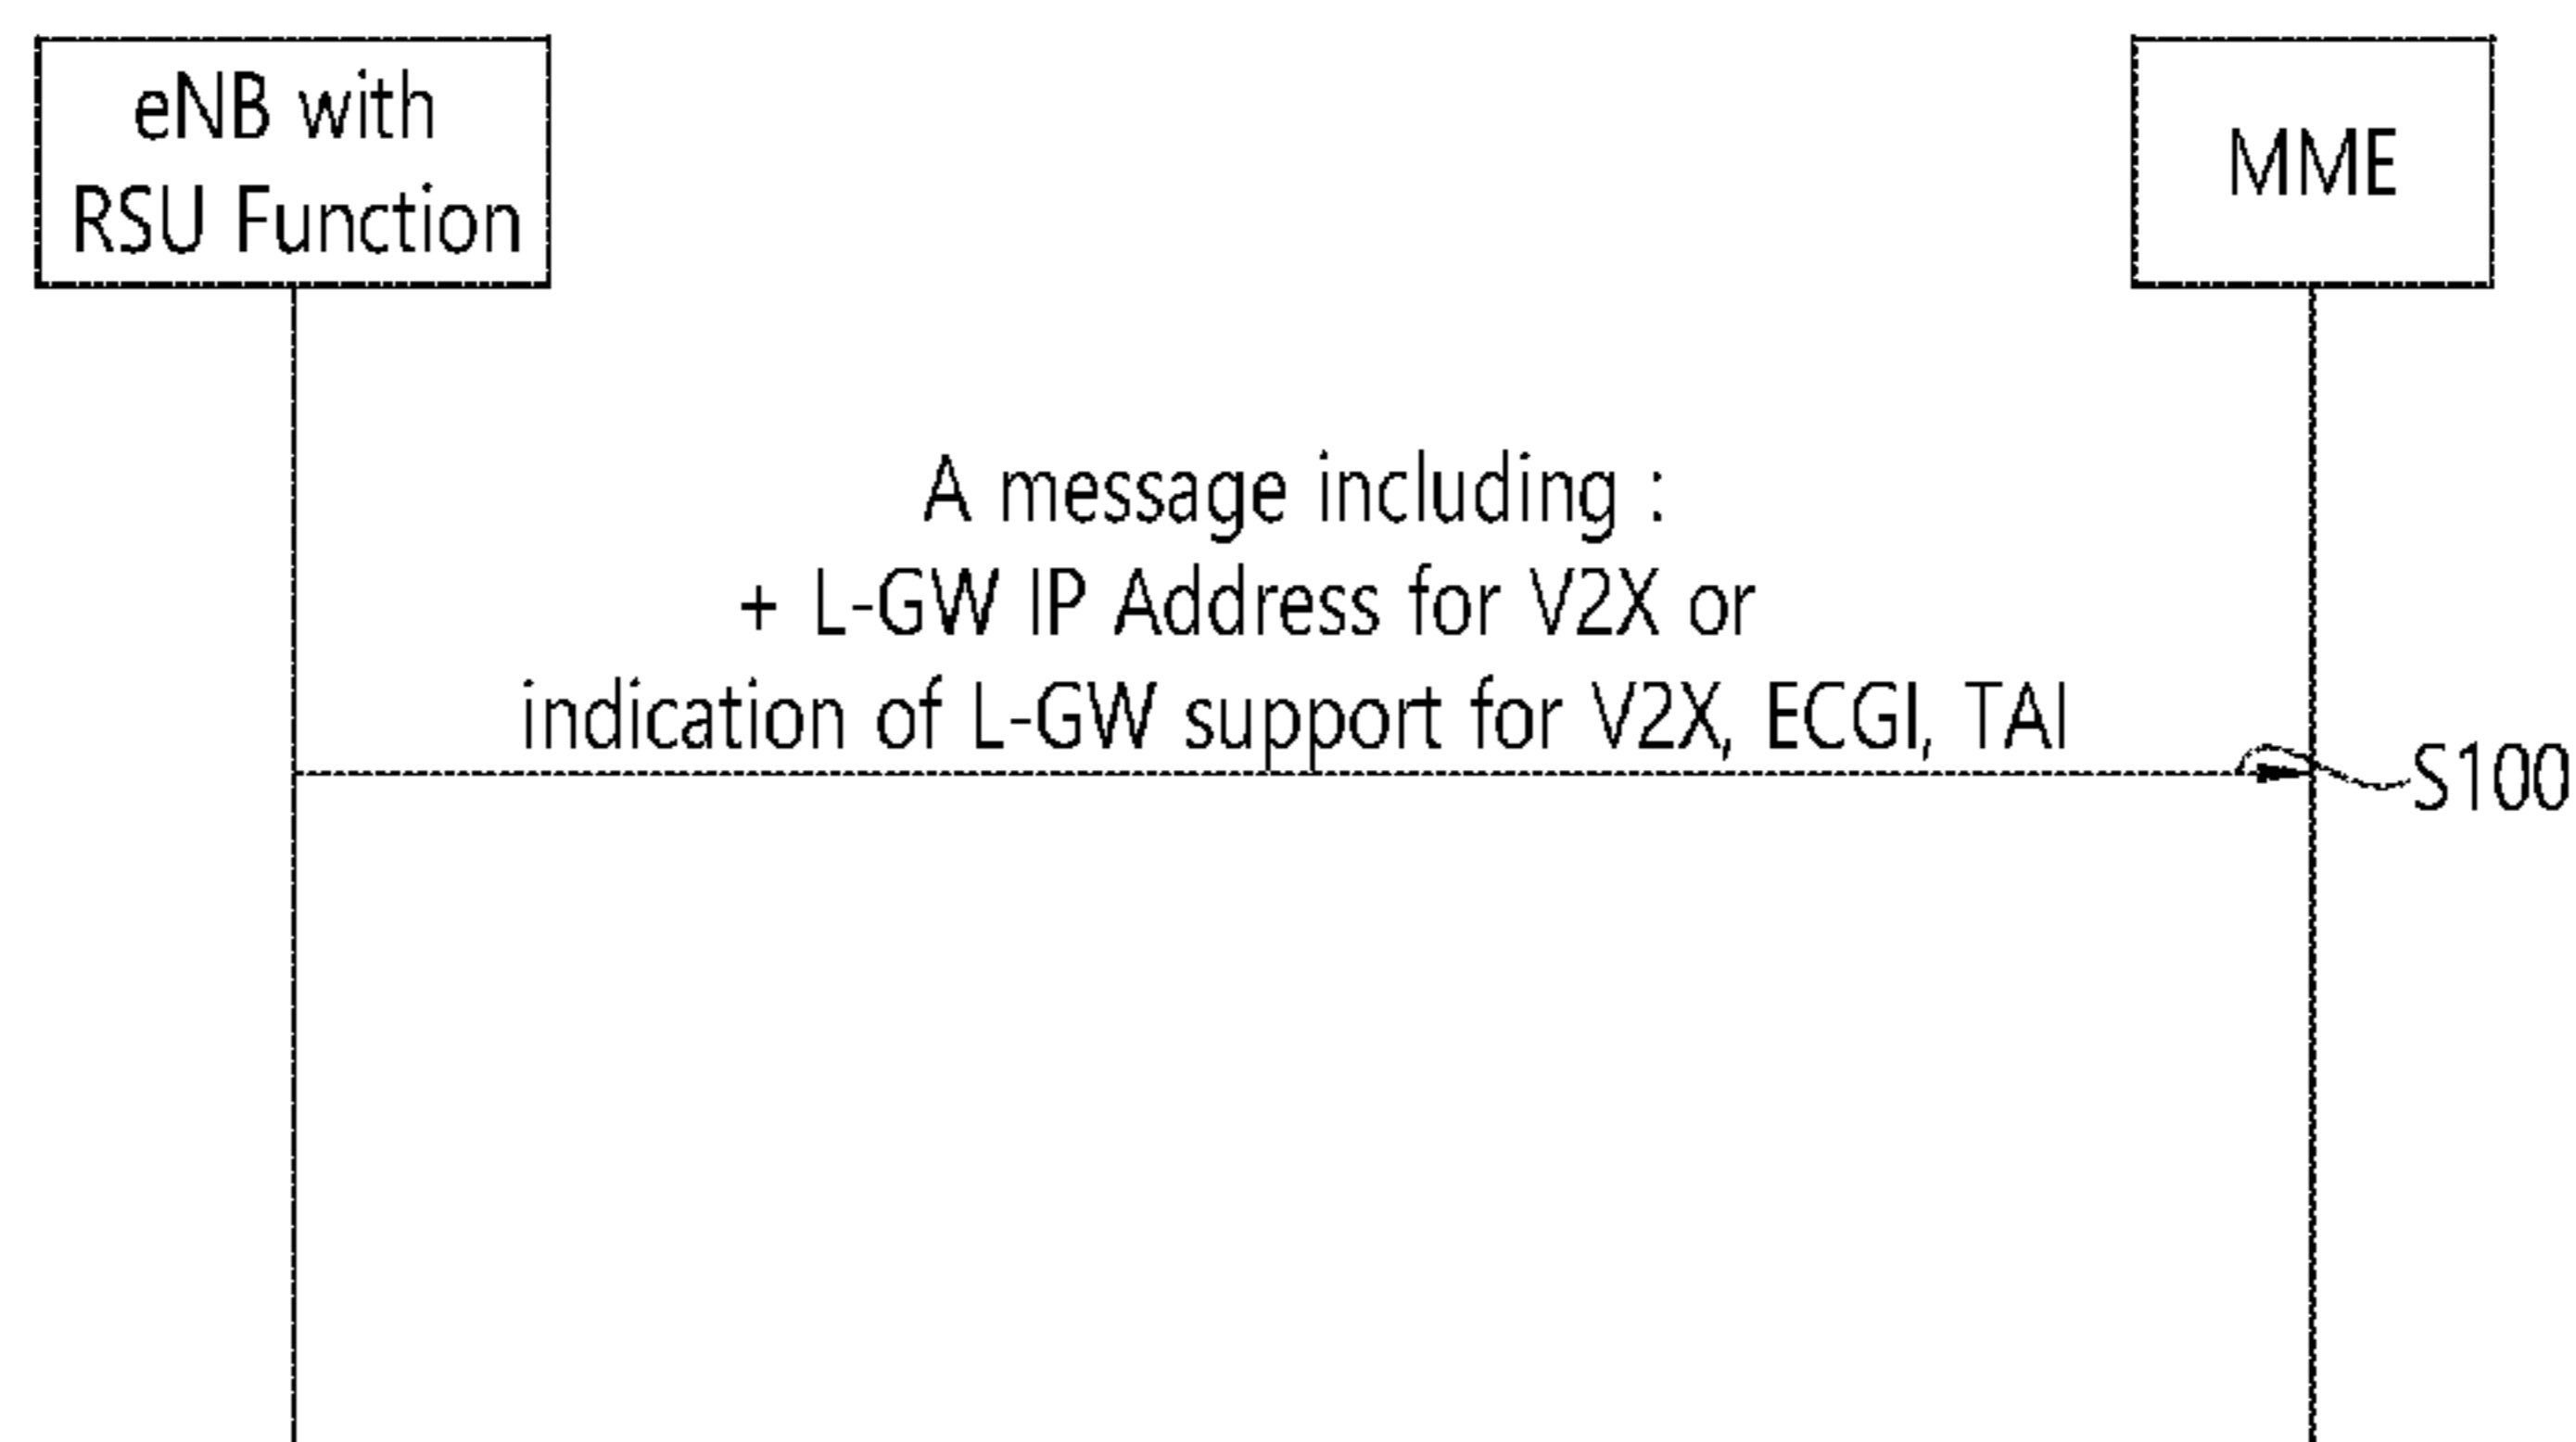 eNB with
RSU Function
MME
A message including :
+ L-GW IP Address for V2X or
indication of L-GW support for V2X, ECGI, TAI
S100